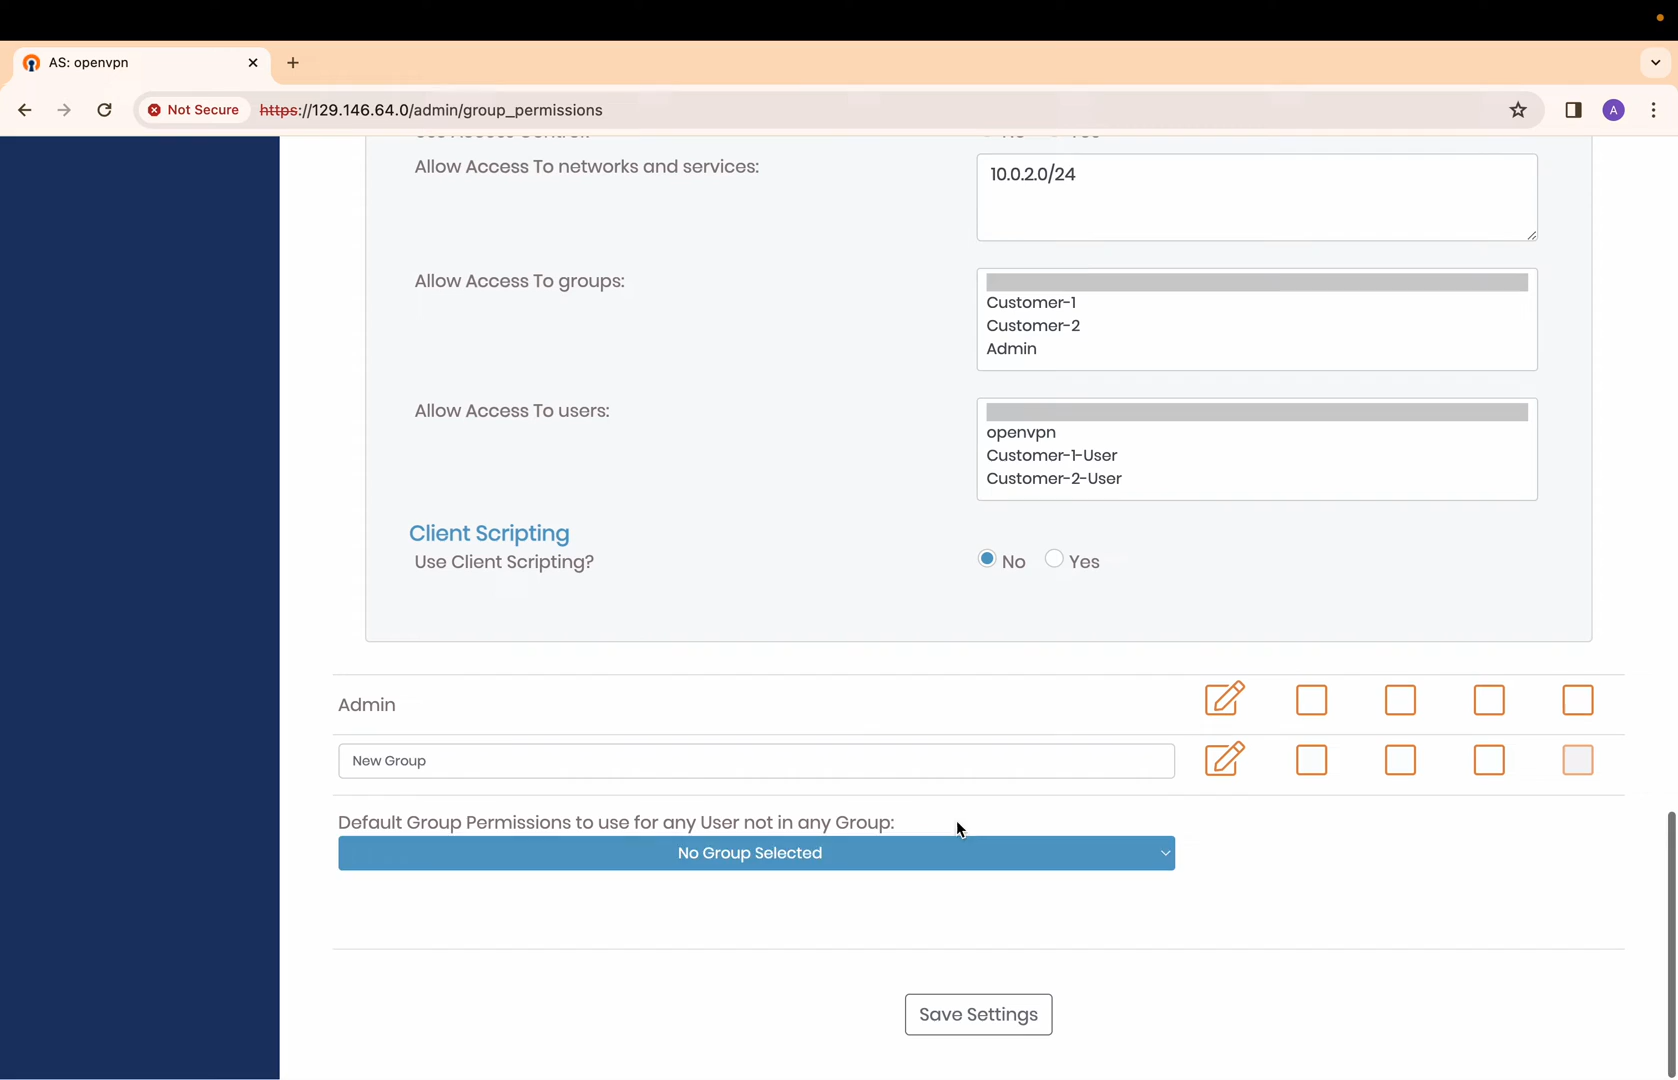 AS: openvpn
Not Secure https://129.146.64.0/admin/group_permissions
A
Allow Access To networks and services:
10.0.2.0/24
Allow Access To groups:
Customer-1
Customer-2
Admin
Allow Access To users:
openvpn
Customer-1-User
Customer-2-User
Client Scripting
Use Client Scripting?
No Yes
Admin
New Group
Default Group Permissions to use for any User not in any Group:
No Group Selected
Save Settings